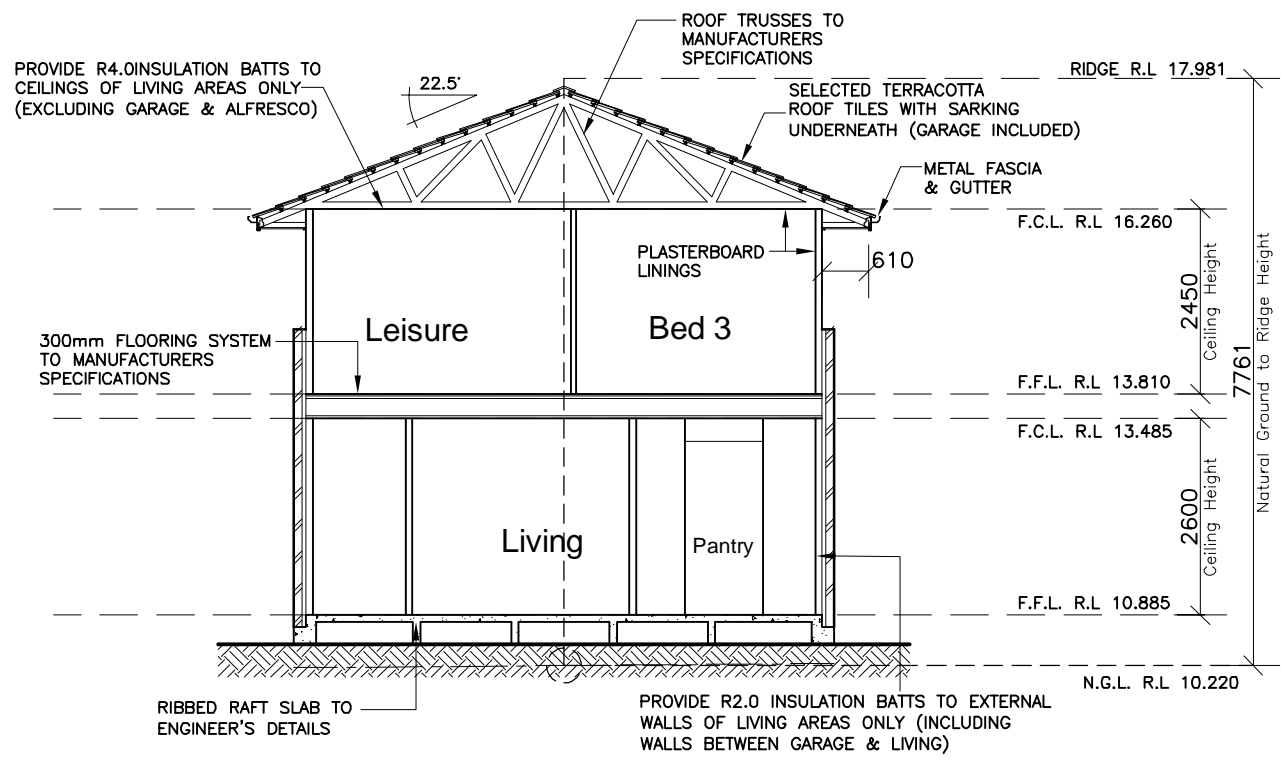 ROOF TRUSSES TO
MANUFACTURERS
SPECIFICATIONS
PROVIDE R4.0INSULATION BATTS TO
CEILINGS OF LIVING AREAS ONLY
(EXCLUDING GARAGE & ALFRESCO)
22.5'
RIDGE R.L 17.981
SELECTED TERRACOTTA
ROOF TILES WITH SARKING
UNDERNEATH (GARAGE INCLUDED)
METAL FASCIA
& GUTTER
F.C.L. R.L 16.260
PLASTERBOARD
LININGS
610
2450
Ceiling Height
7761
Natural Ground to Ridge Height
Leisure
Bed 3
300mm FLOORING SYSTEM
TO MANUFACTURERS
SPECIFICATIONS
F.F.L. R.L 13.810
F.C.L. R.L 13.485
2600
Ceiling Height
Living
Pantry
F.F.L. R.L 10.885
N.G.L. R.L 10.220
RIBBED RAFT SLAB TO
ENGINEER'S DETAILS
PROVIDE R2.0 INSULATION BATTS TO EXTERNAL
WALLS OF LIVING AREAS ONLY (INCLUDING
WALLS BETWEEN GARAGE & LIVING)